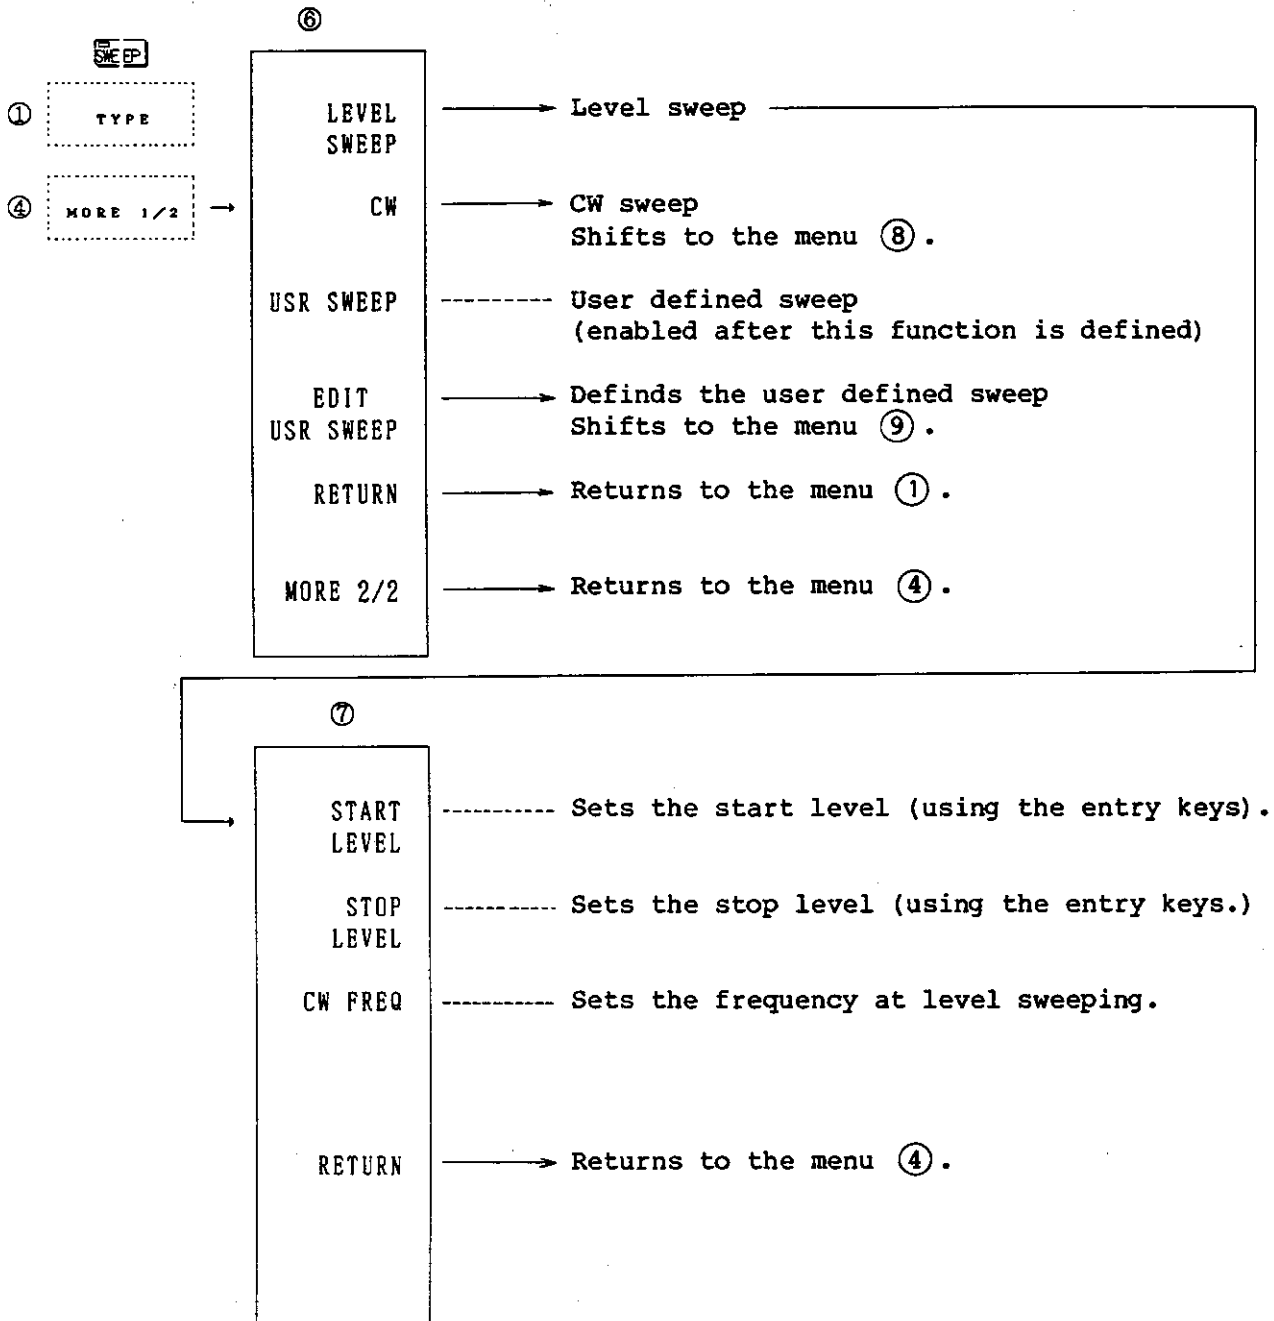 ⑥
SWEEP
① TYPE
LEVEL SWEEP
Level sweep
④ MORE 1/2
CW
CW sweep
Shifts to the menu ⑧.
USR SWEEP
User defined sweep
(enabled after this function is defined)
EDIT
USR SWEEP
Definds the user defined sweep
Shifts to the menu ⑨.
RETURN
Returns to the menu ①.
MORE 2/2
Returns to the menu ④.
⑦
START
LEVEL
Sets the start level (using the entry keys).
STOP
LEVEL
Sets the stop level (using the entry keys.)
CW FREQ
Sets the frequency at level sweeping.
RETURN
Returns to the menu ④.